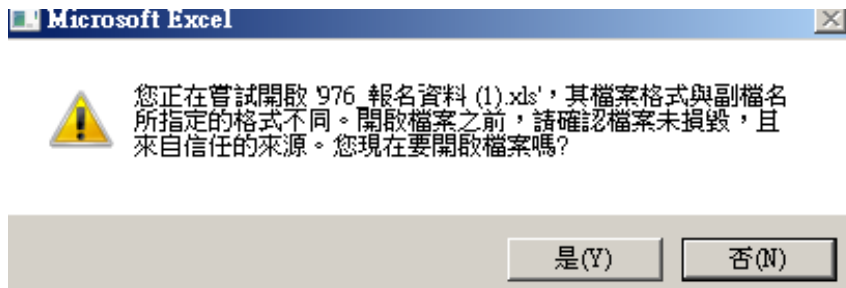 Microsoft Excel
您正在嘗試開啟 '976_報名資料 (1).xls'，其檔案格式與副檔名
所指定的格式不同。開啟檔案之前，請確認檔案未損毀，且
來自信任的來源。您現在要開啟檔案嗎?
是(Y)
否(N)